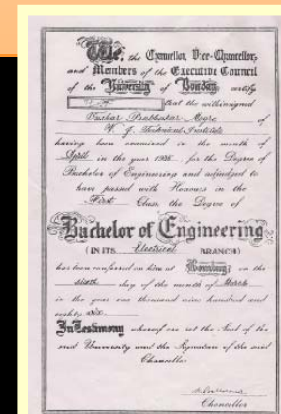 We, the Chancellor, Vice-Chancellor,
and Members of the Executive Council
of the University of Bombay certify
that the withinsigned
Tushar Prabhakar Mogre of
V. J. Technical Institute
having been examined in the month of
April in the year 1985 for the Degree of
Bachelor of Engineering and adjudged to
have passed with Honours in the
First Class, the Degree of
Bachelor of Engineering
(IN ITS Electrical BRANCH)
has been conferred on him at Bombay on the
sixth day of the month of March
in the year one thousand nine hundred and
eighty six.
In Testimony whereof are set the Seal of the
said University and the Signature of the said
Chancellor.
Chancellor